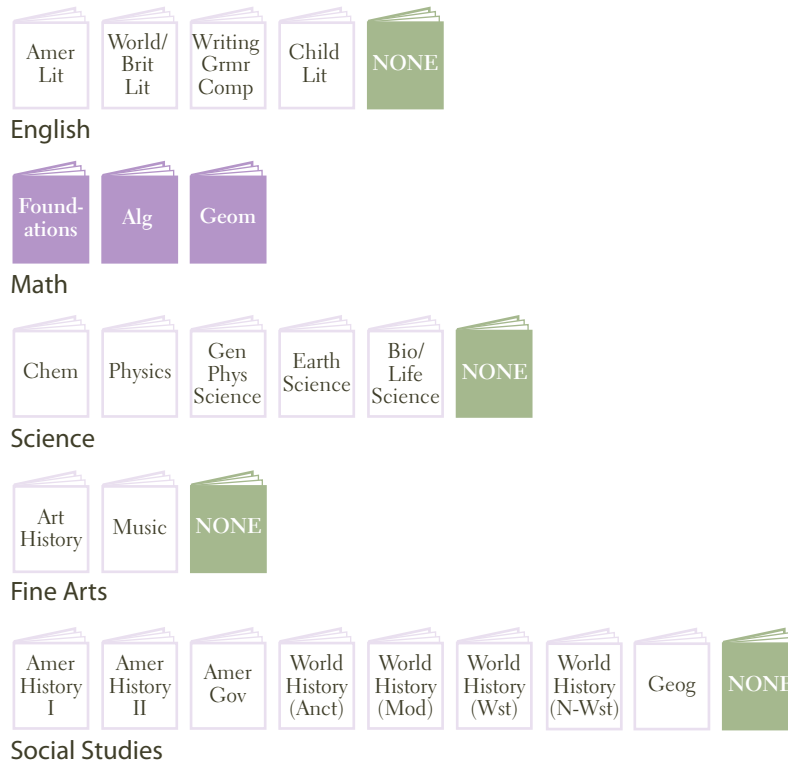 Amer
Lit
World/
Brit
Lit
Writing
Grmr
Comp
Child
Lit
NONE
English
Found-
ations
Alg
Geom
Math
Chem
Physics
Gen
Phys
Science
Earth
Science
Bio/
Life
Science
NONE
Science
Art
History
Music
NONE
Fine Arts
Amer
History
I
Amer
History
II
Amer
Gov
World
History
(Anct)
World
History
(Mod)
World
History
(Wst)
World
History
(N-Wst)
Geog
NONE
Social Studies